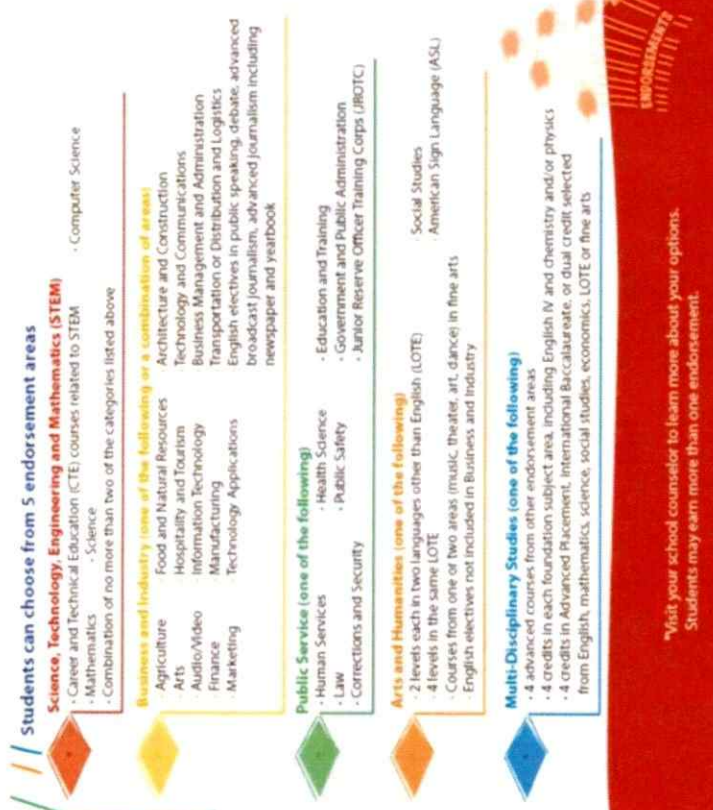 Students can choose from 5 endorsement areas
Science, Technology, Engineering and Mathematics (STEM)
· Career and Technical Education (CTE) courses related to STEM · Computer Science
· Mathematics · Science
· Combination of no more than two of the categories listed above
Business and Industry (one of the following or a combination of areas)
· Agriculture · Food and Natural Resources · Architecture and Construction
· Arts · Hospitality and Tourism · Technology and Communications
· Audio/Video · Information Technology · Business Management and Administration
· Finance · Manufacturing · Transportation or Distribution and Logistics
· Marketing · Technology Applications · English electives in public speaking, debate, advanced
broadcast journalism, advanced journalism including
newspaper and yearbook
Public Service (one of the following)
· Human Services · Health Science · Education and Training
· Law · Public Safety · Government and Public Administration
· Corrections and Security · Junior Reserve Officer Training Corps (JROTC)
Arts and Humanities (one of the following)
· 2 levels each in two languages other than English (LOTE) · Social Studies
· 4 levels in the same LOTE · American Sign Language (ASL)
· Courses from one or two areas (music, theater, art, dance) in fine arts
· English electives not included in Business and Industry
Multi-Disciplinary Studies (one of the following)
· 4 advanced courses from other endorsement areas
· 4 credits in each foundation subject area, including English IV and chemistry and/or physics
· 4 credits in Advanced Placement, International Baccalaureate, or dual credit selected
from English, mathematics, science, social studies, economics, LOTE or fine arts
ENDORSEMENTS
*Visit your school counselor to learn more about your options.
Students may earn more than one endorsement.